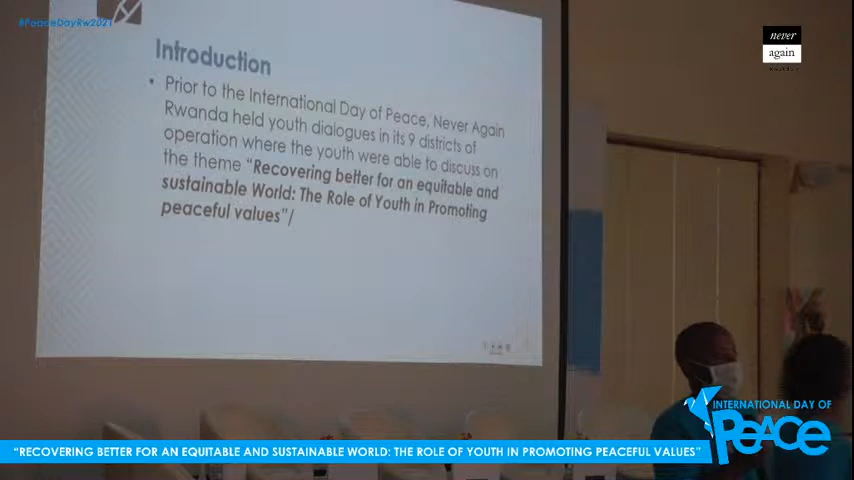 #PeaceDayRw2021
never
again
Introduction
• Prior to the International Day of Peace, Never Again
Rwanda held youth dialogues in its 9 districts of
operation where the youth were able to discuss on
the theme “Recovering better for an equitable and
sustainable World: The Role of Youth in Promoting
peaceful values”/
INTERNATIONAL DAY OF
PEACE
“RECOVERING BETTER FOR AN EQUITABLE AND SUSTAINABLE WORLD: THE ROLE OF YOUTH IN PROMOTING PEACEFUL VALUES”